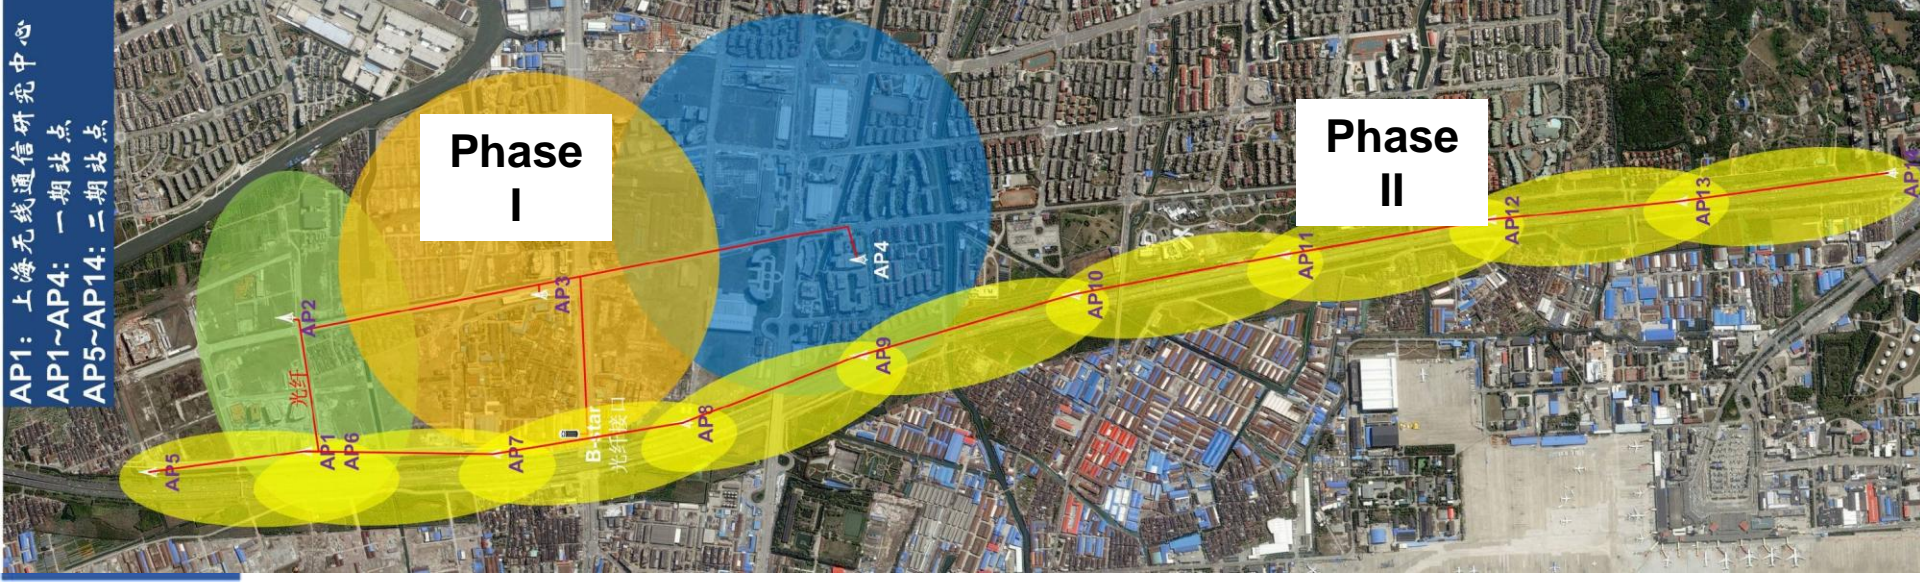 AP1: 上海无线通信研究中心
AP1~AP4: 一期站点
AP5~AP14: 二期站点
Phase
I
Phase
II
AP2
AP3
AP4
光纤
AP5
AP1
AP6
AP7
B-star
光纤接口
AP8
AP9
AP10
AP11
AP12
AP13